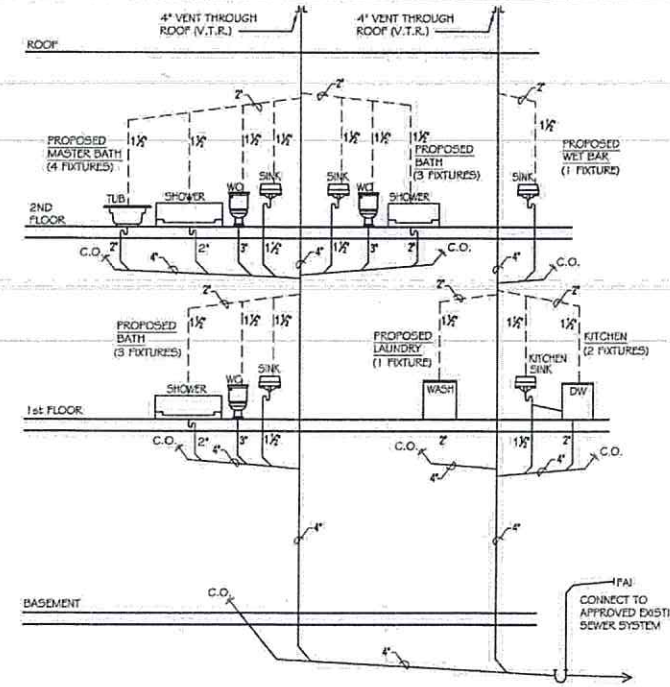 4" VENT THROUGH
ROOF (V.T.R.)
4" VENT THROUGH
ROOF (V.T.R.)
ROOF
2"
2"
2"
1½"
1½"
1½"
1½"
1½"
1½"
1½"
1½"
PROPOSED
MASTER BATH
(4 FIXTURES)
PROPOSED
BATH
(3 FIXTURES)
PROPOSED
WET BAR
(1 FIXTURE)
TUB
SHOWER
WC
SINK
SINK
WC
SHOWER
SINK
2ND
FLOOR
C.O.
2"
4"
2"
3"
1½"
4"
1½"
3"
2"
C.O.
4"
C.O.
2"
2"
2"
1½"
1½"
1½"
1½"
1½"
1½"
PROPOSED
BATH
(3 FIXTURES)
PROPOSED
LAUNDRY
(1 FIXTURE)
KITCHEN
(2 FIXTURES)
SHOWER
WC
SINK
WASH
KITCHEN
SINK
DW
1st FLOOR
C.O.
2"
4"
3"
1½"
C.O.
2"
4"
1½"
2"
4"
C.O.
4"
4"
BASEMENT
C.O.
4"
FAI
CONNECT TO
APPROVED EXISTI
SEWER SYSTEM